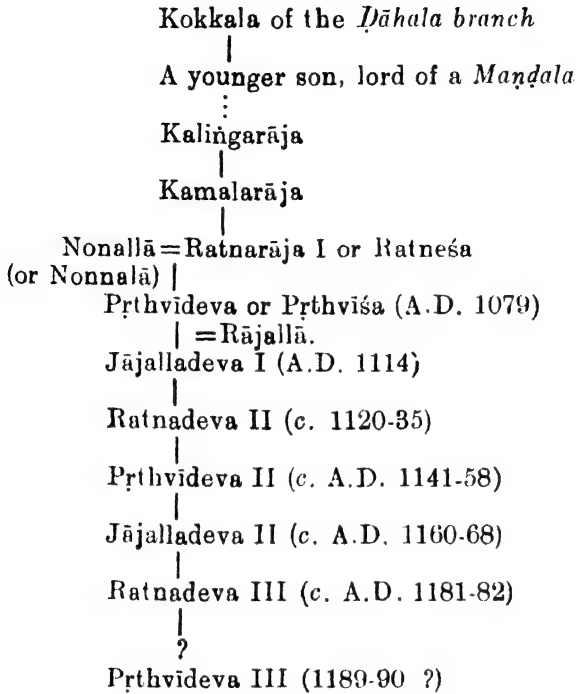 Kokkala of the Ḍāhala branch
A younger son, lord of a Maṇḍala
Kaliṅgarāja
Kamalarāja
Nonallā=Ratnarāja I or Ratneśa
(or Nonnalā)
Pṛthvīdeva or Pṛthvīśa (A.D. 1079)
=Rājallā.
Jājalladeva I (A.D. 1114)
Ratnadeva II (c. 1120-35)
Pṛthvīdeva II (c. A.D. 1141-58)
Jājalladeva II (c. A.D. 1160-68)
Ratnadeva III (c. A.D. 1181-82)
?
Pṛthvīdeva III (1189-90 ?)